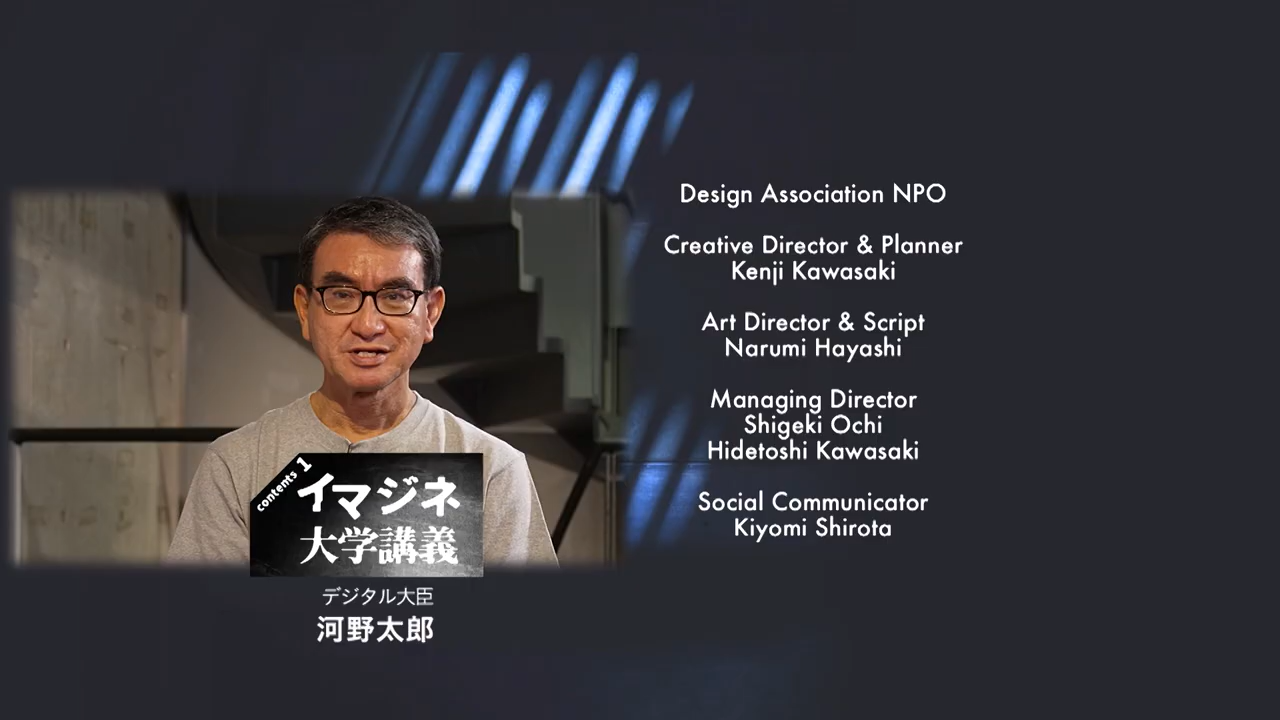 contents 1
イマジネ
大学講義
デジタル大臣
河野太郎
Design Association NPO
Creative Director & Planner
Kenji Kawasaki
Art Director & Script
Narumi Hayashi
Managing Director
Shigeki Ochi
Hidetoshi Kawasaki
Social Communicator
Kiyomi Shirota